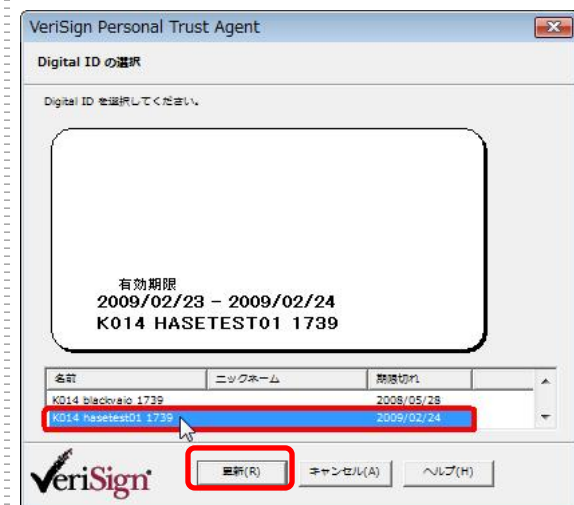 VeriSign Personal Trust Agent
Digital ID の選択
Digital ID を選択してください。
有効期限
2009/02/23 - 2009/02/24
K014 HASETEST01 1739
名前 ニックネーム 期限切れ
K014 blackvaio 1739 2008/05/28
K014 hasetest01 1739 2009/02/24
VeriSign 更新(R) キャンセル(A) ヘルプ(H)